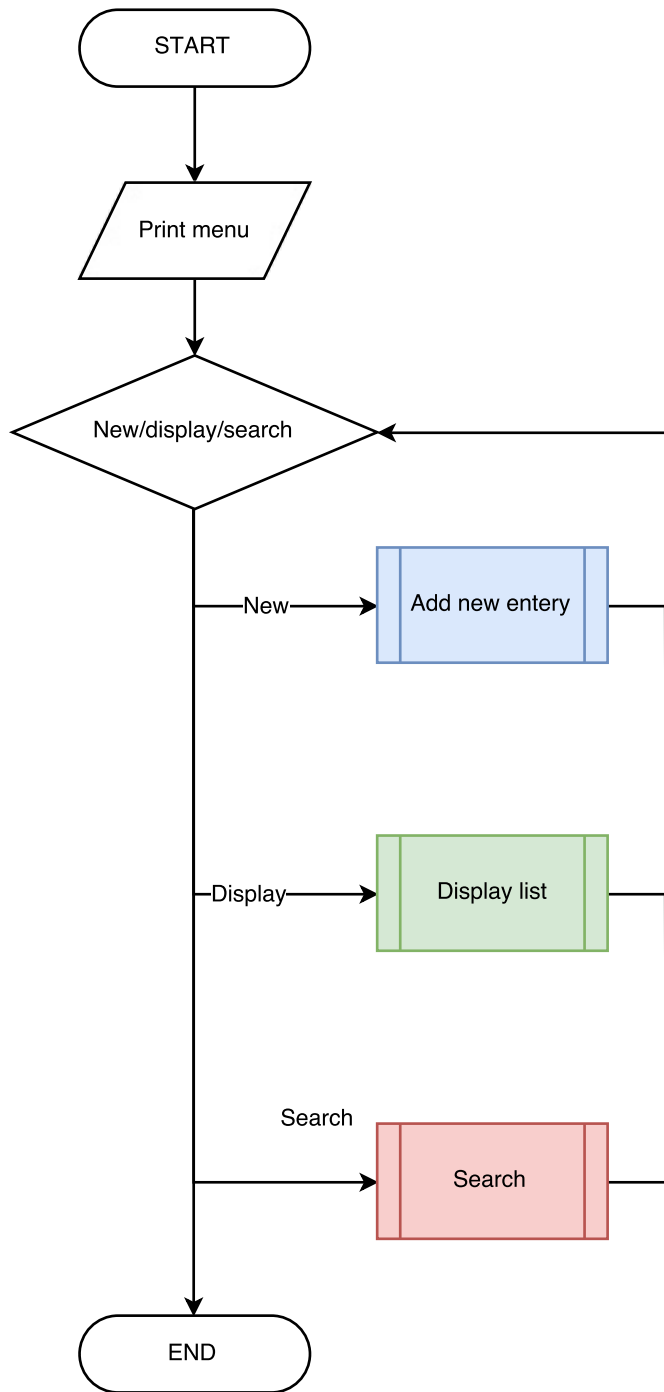 START
Print menu
New/display/search
New
Add new entery
Display
Display list
Search
Search
END